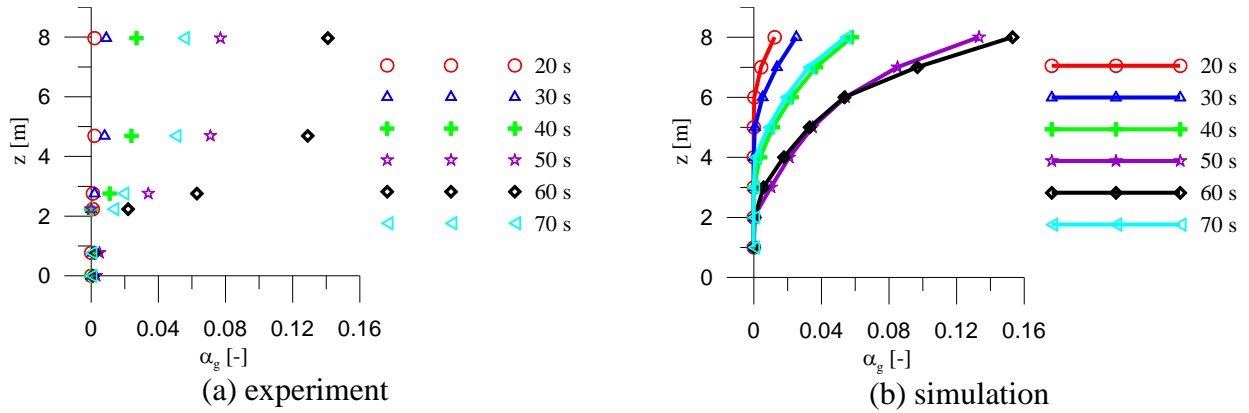 8
6
4
2
0
z [m]
0
0.04
0.08
0.12
0.16
α_g [-]
20 s
30 s
40 s
50 s
60 s
70 s
(a) experiment
8
6
4
2
0
z [m]
0
0.04
0.08
0.12
0.16
α_g [-]
20 s
30 s
40 s
50 s
60 s
70 s
(b) simulation